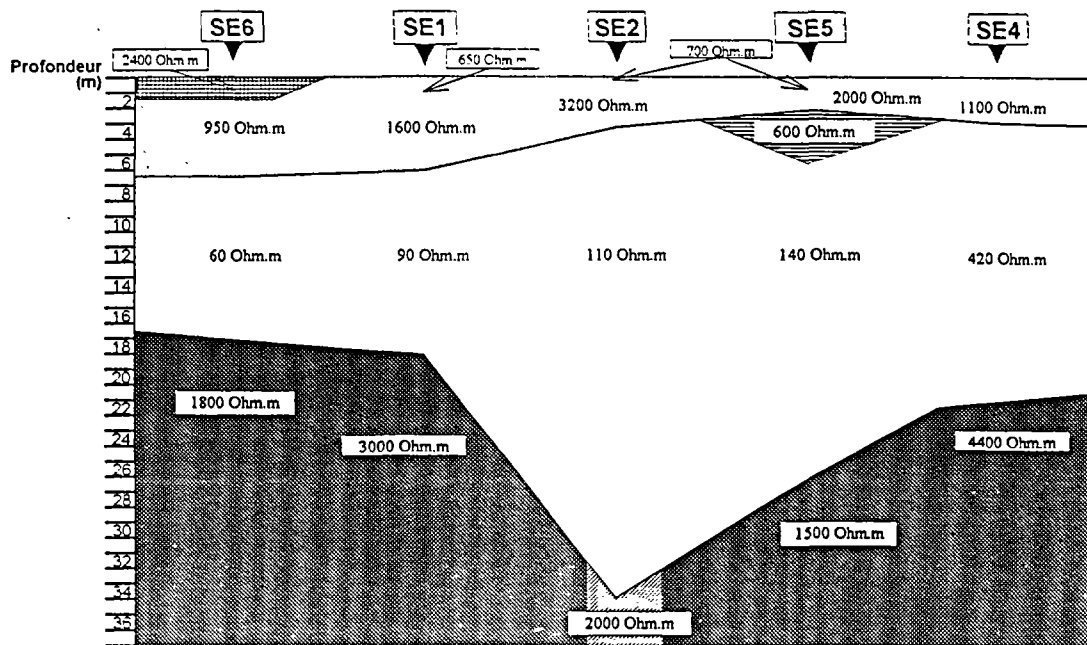 SE6 SE1 SE2 SE5 SE4
Profondeur
(m)
2400 Ohm m
650 Ohm.m
700 Ohm.m
2
4
6
8
10
12
14
16
18
20
22
24
26
28
30
32
34
36
3200 Ohm.m
2000 Ohm.m
1100 Ohm.m
950 Ohm.m
1600 Ohm.m
600 Ohm.m
60 Ohm.m
90 Ohm.m
110 Ohm.m
140 Ohm.m
420 Ohm.m
1800 Ohm.m
3000 Ohm.m
4400 Ohm.m
1500 Ohm.m
2000 Ohm.m